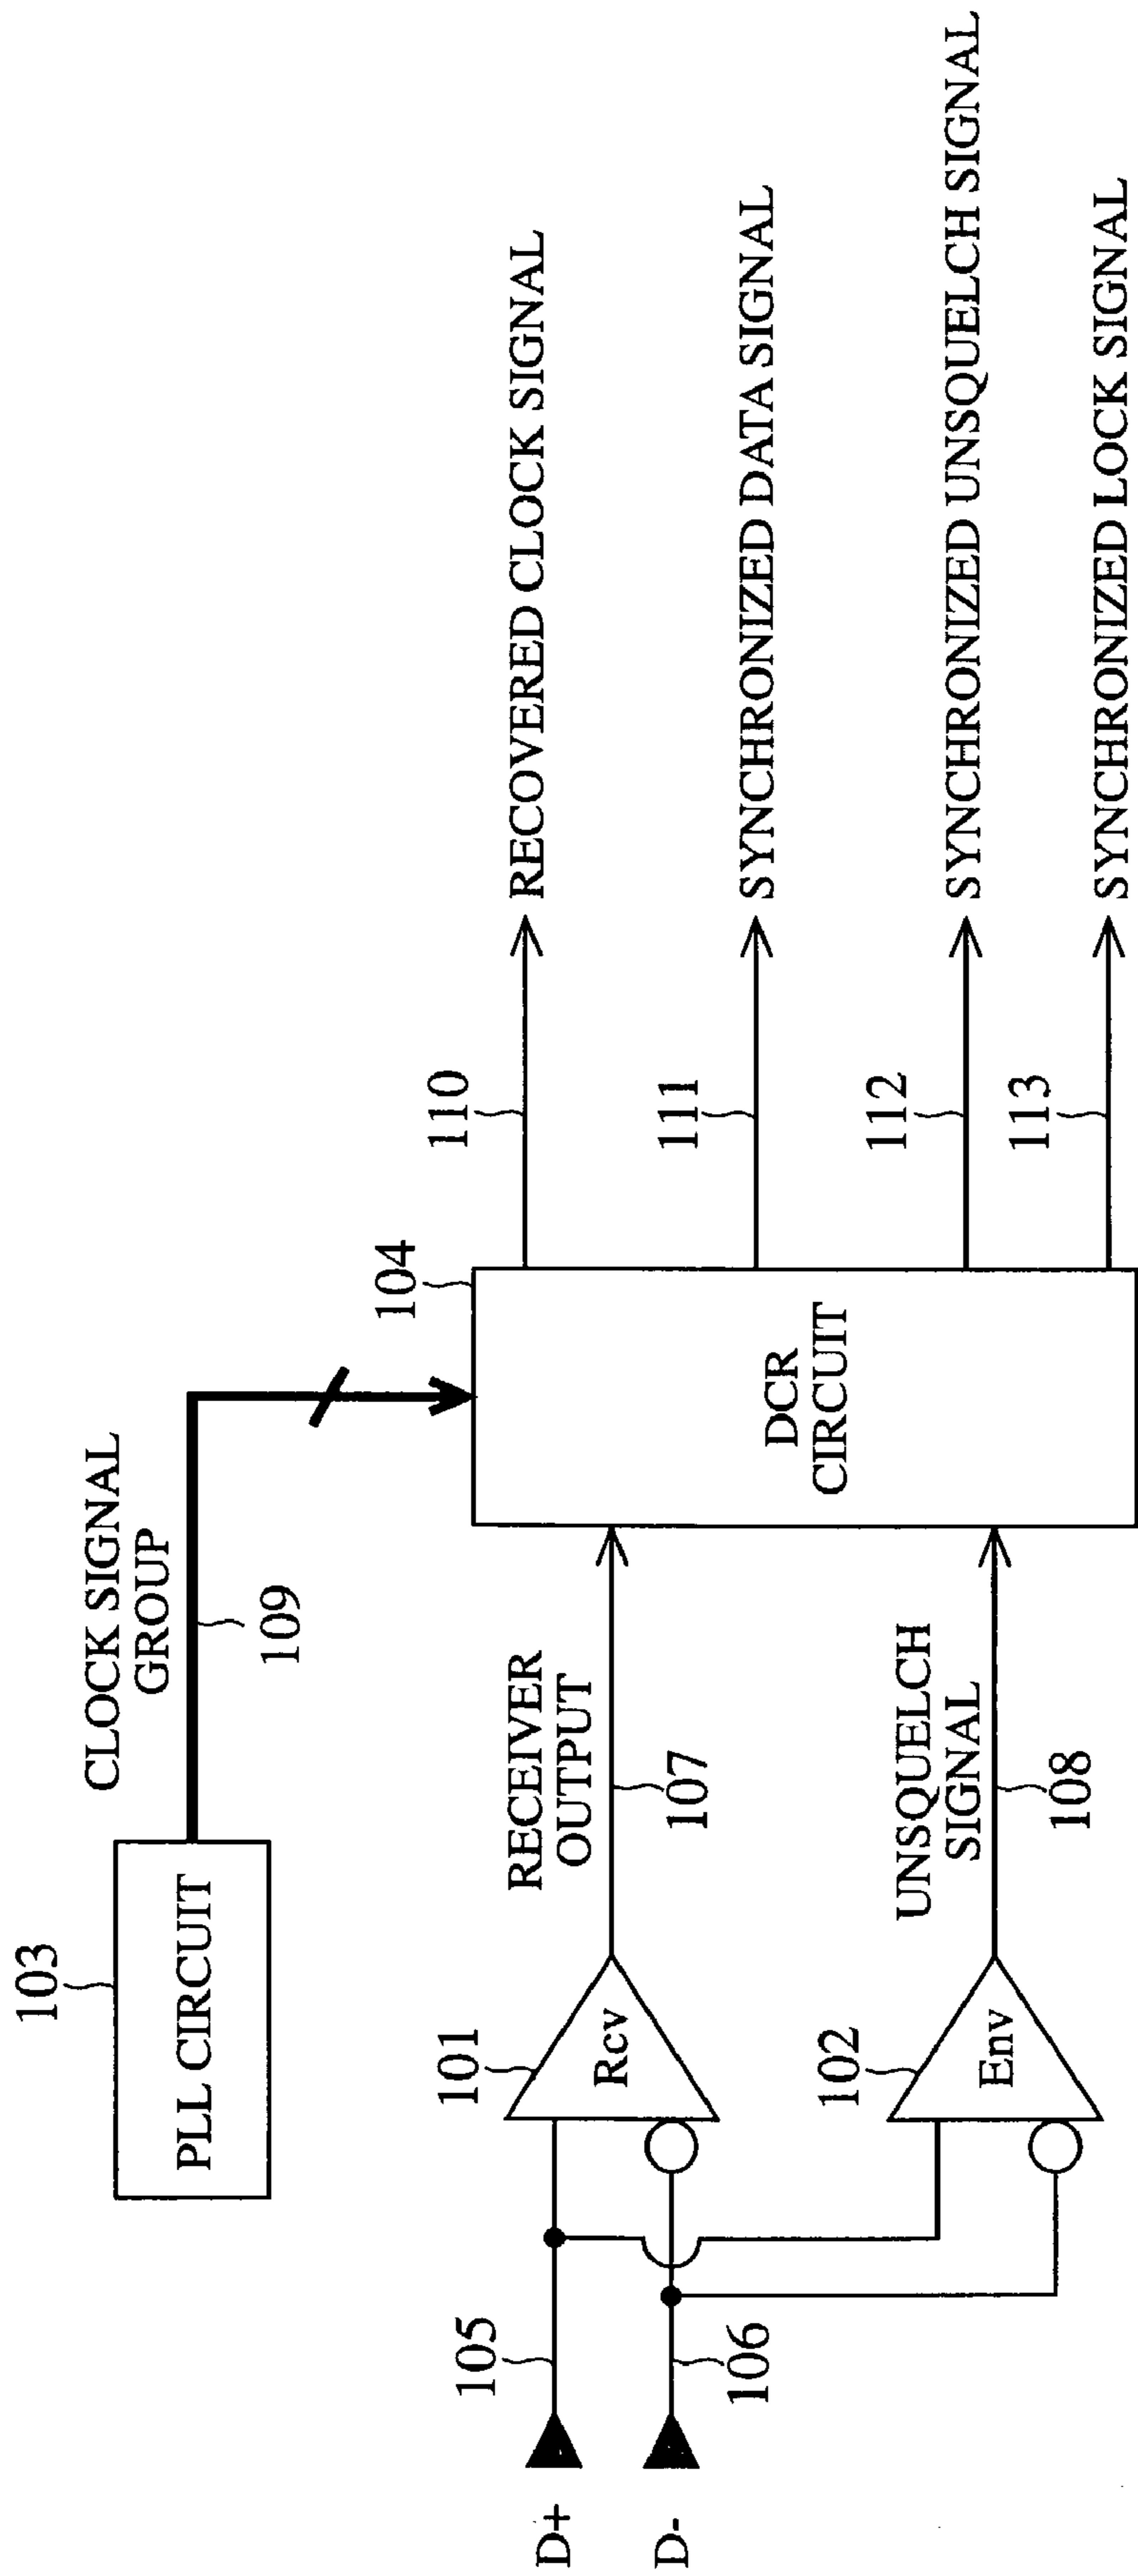 103
PLL CIRCUIT
CLOCK SIGNAL
GROUP
109
104
DCR
CIRCUIT
D+
D-
105
106
101
Rcv
102
Env
RECEIVER
OUTPUT
107
UNSQUELCH
SIGNAL
108
110
RECOVERED CLOCK SIGNAL
111
SYNCHRONIZED DATA SIGNAL
112
SYNCHRONIZED UNSQUELCH SIGNAL
113
SYNCHRONIZED LOCK SIGNAL